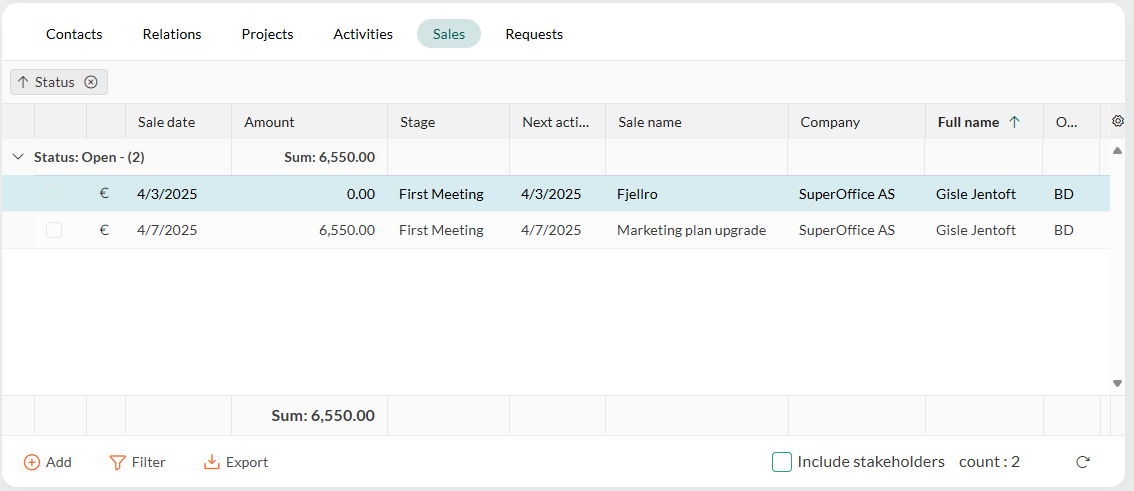 Contacts Relations Projects Activities Sales Requests
Status
Sale date Amount Stage Next acti... Sale name Company Full name O...
Status: Open - (2) Sum: 6,550.00
€ 4/3/2025 0.00 First Meeting 4/3/2025 Fjellro SuperOffice AS Gisle Jentoft BD
€ 4/7/2025 6,550.00 First Meeting 4/7/2025 Marketing plan upgrade SuperOffice AS Gisle Jentoft BD
Sum: 6,550.00
Add Filter Export Include stakeholders count : 2